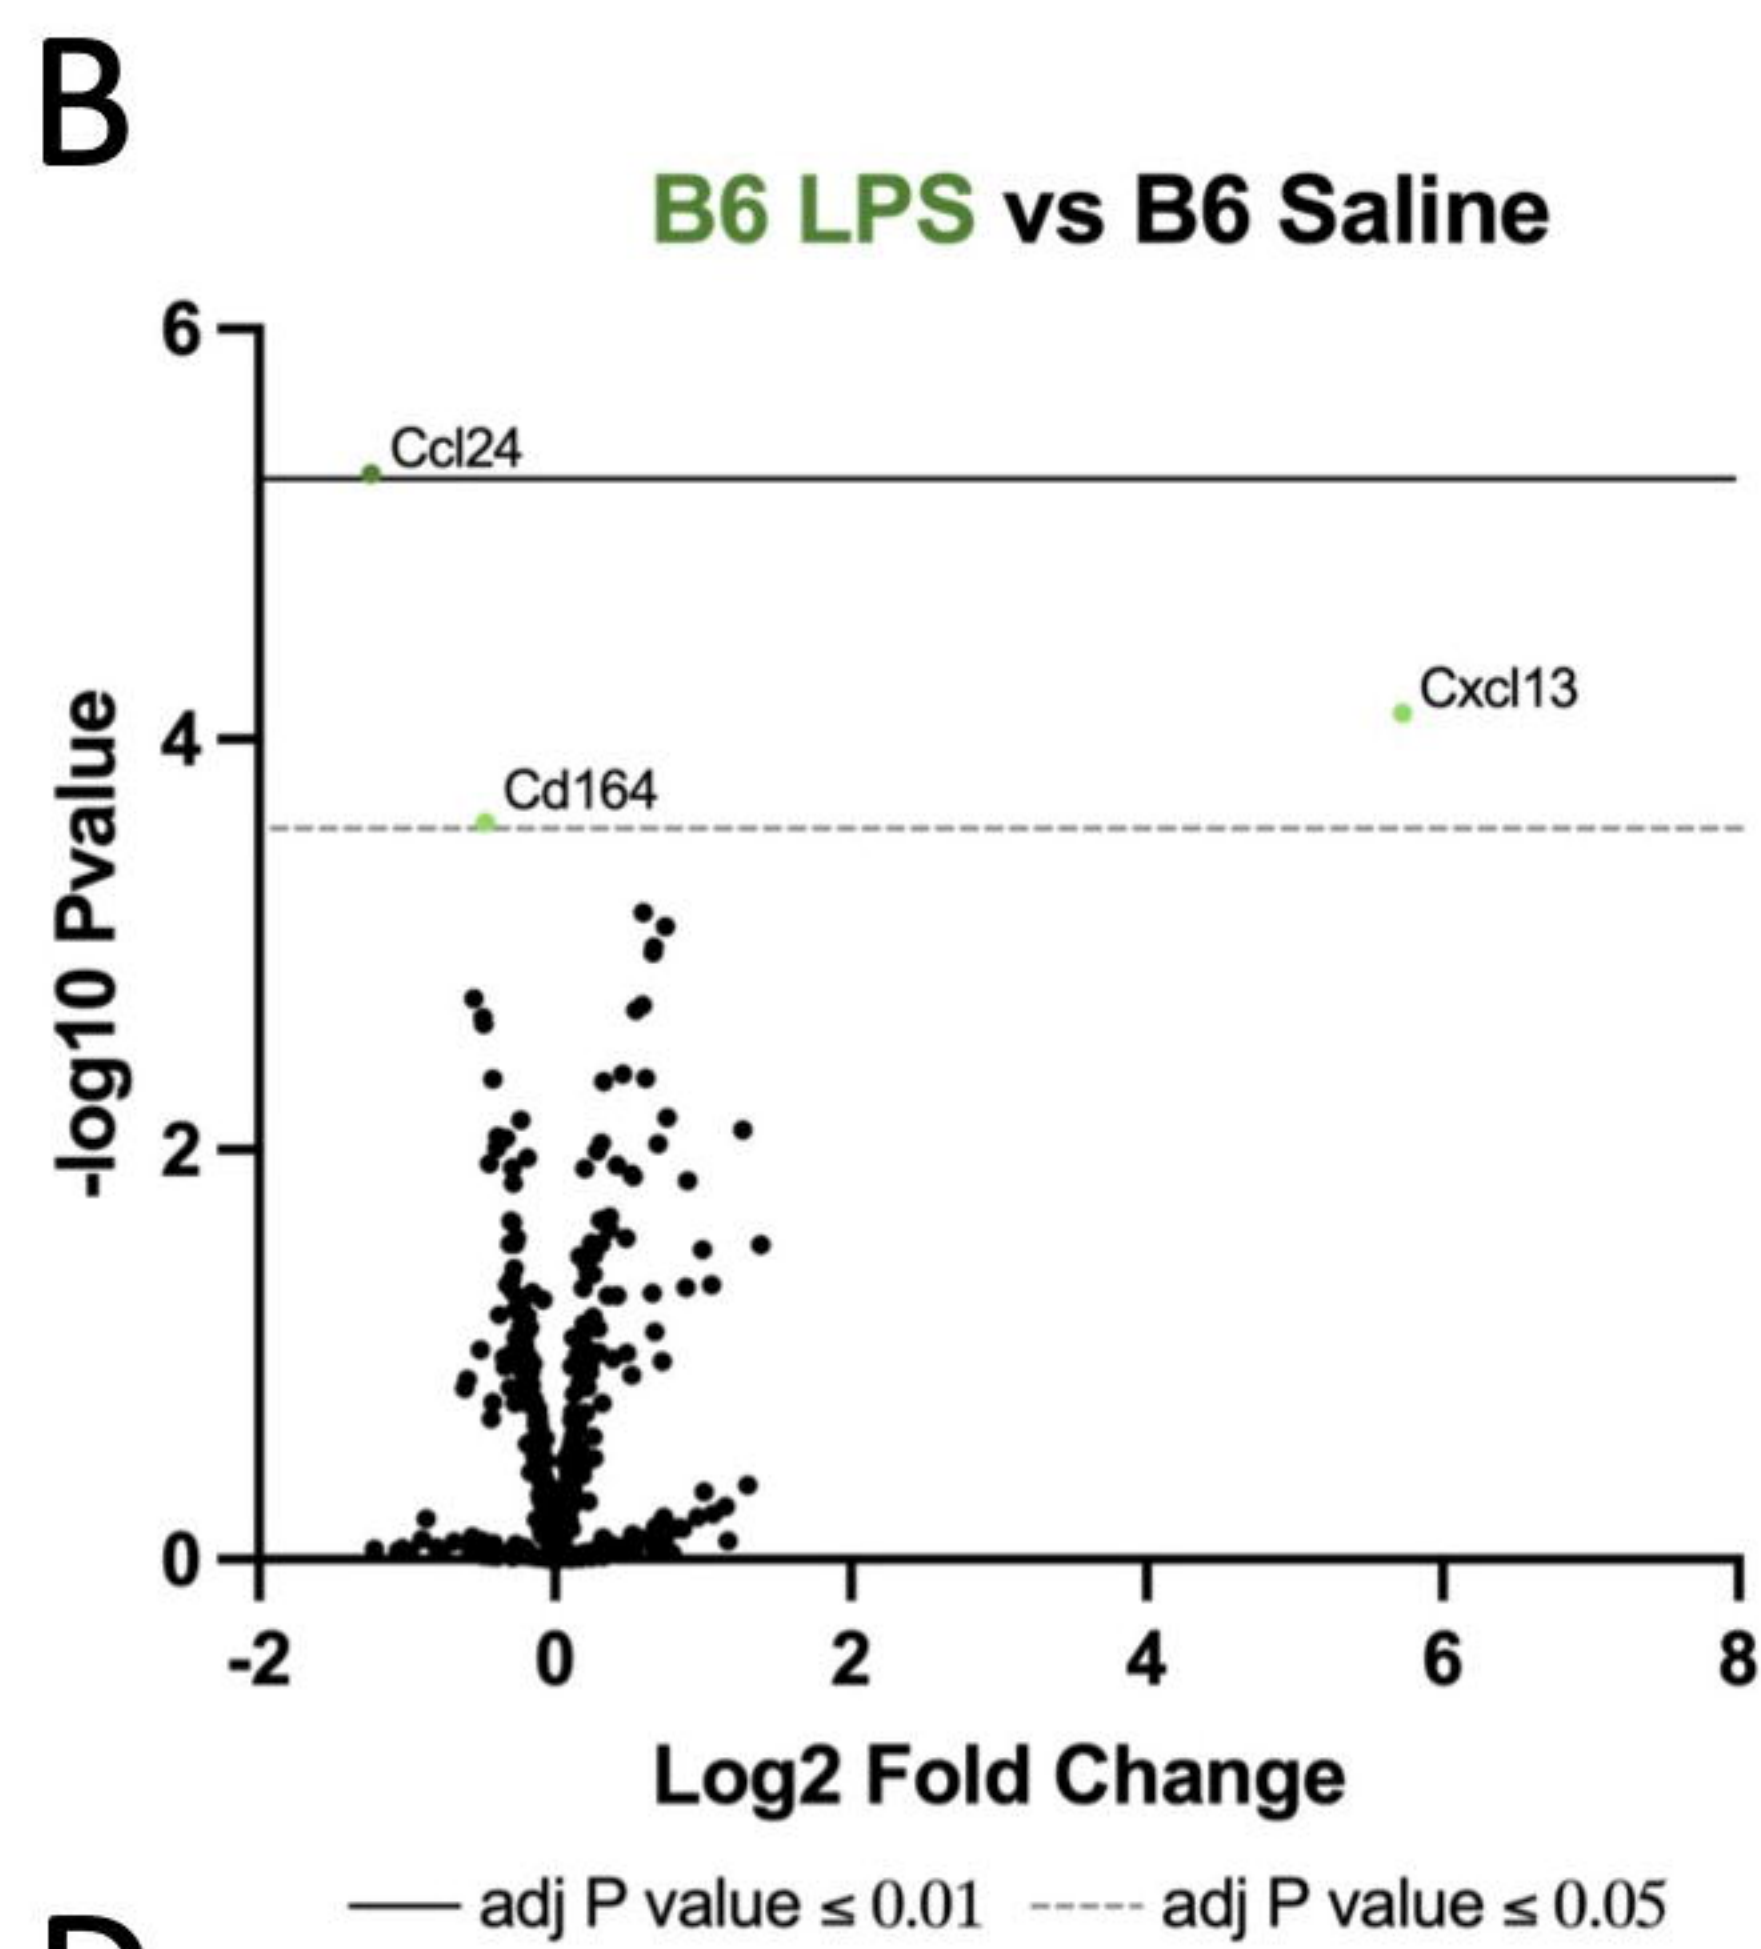 B
B6 LPS vs B6 Saline
6
Ccl24
Cxcl13
4
Cd164
-log10 Pvalue
2
0
-2 0 2 4 6 8
Log2 Fold Change
adj P value ≤ 0.01 adj P value ≤ 0.05